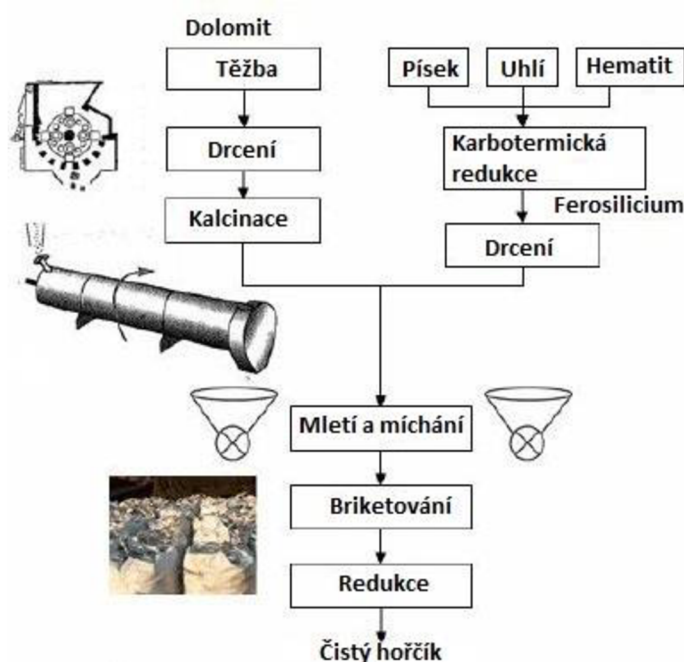 Dolomit
Těžba
Drcení
Kalcinace
Písek
Uhlí
Hematit
Karbotermická
redukce
Ferosilicium
Drcení
Mletí a míchání
Briketování
Redukce
Čistý hořčík